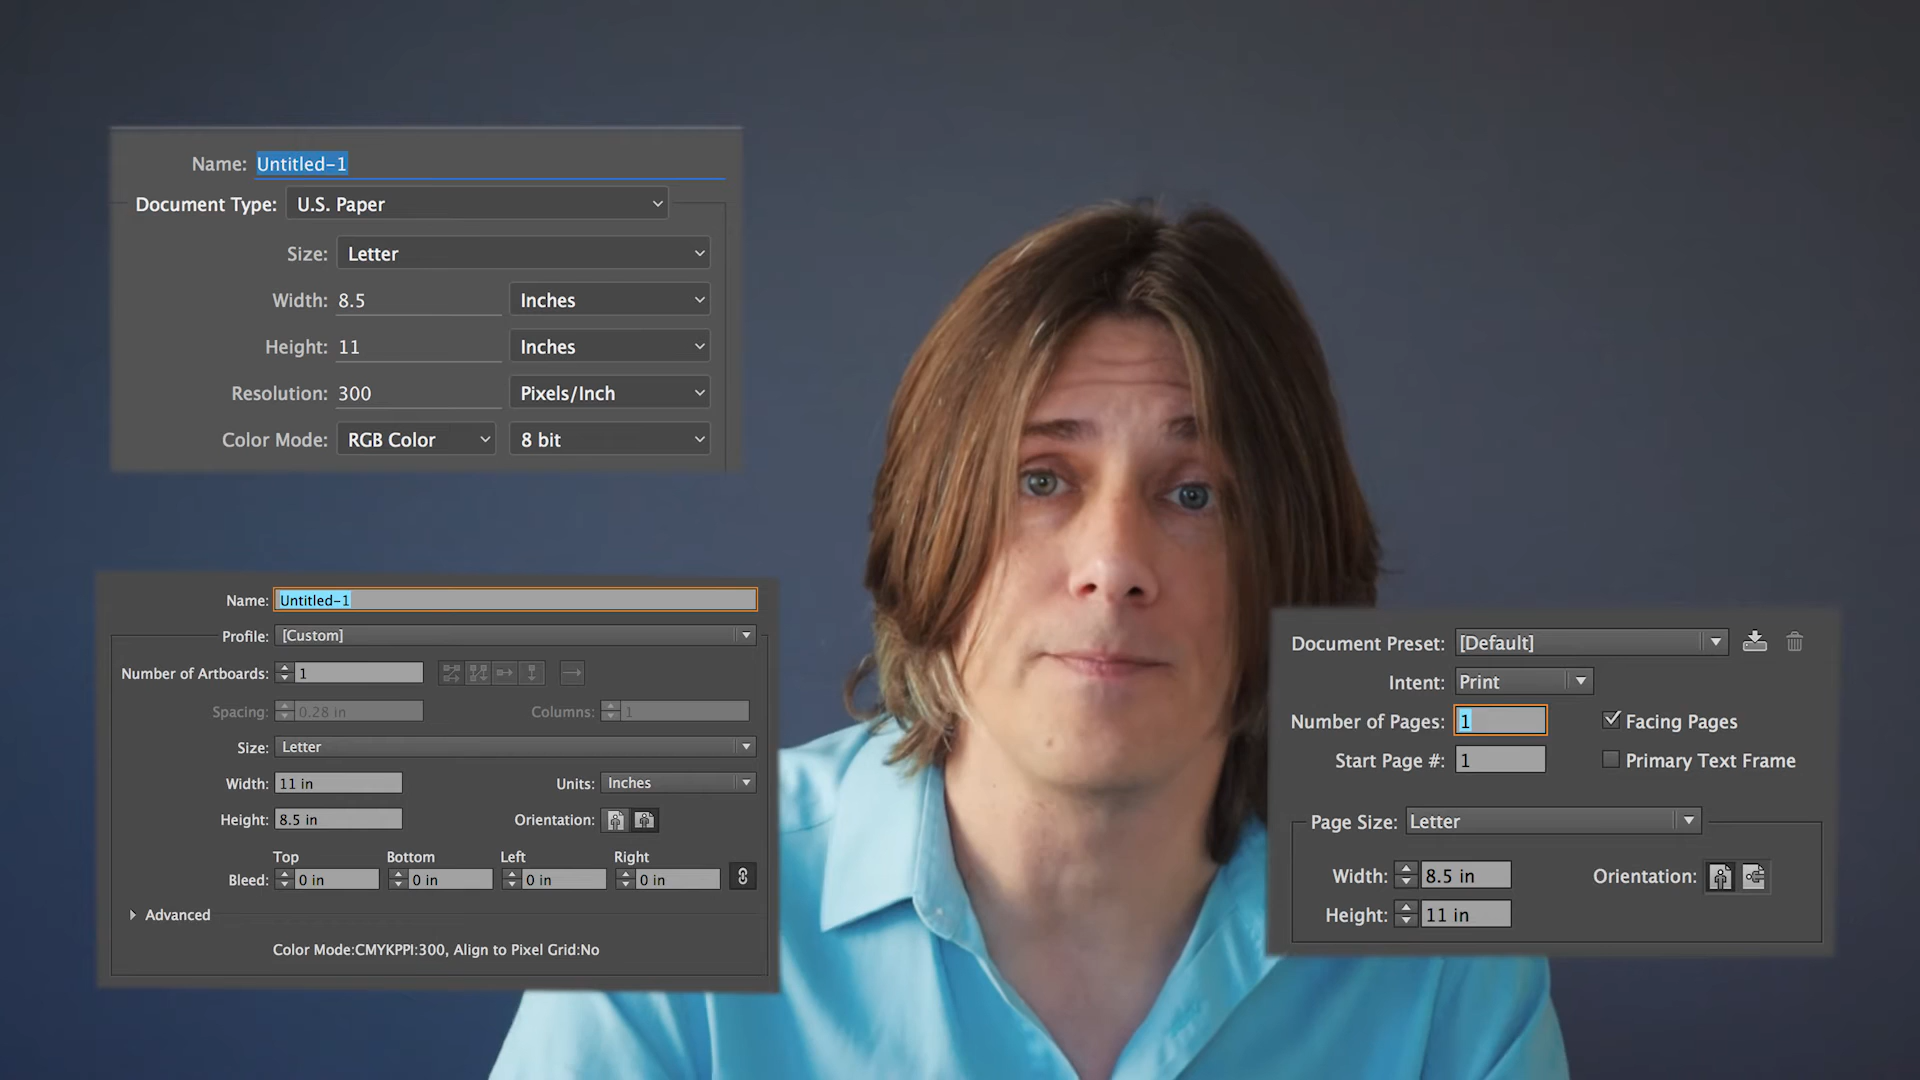 Name: Untitled-1
Document Type: U.S. Paper
Size: Letter
Width: 8.5 Inches
Height: 11 Inches
Resolution: 300 Pixels/Inch
Color Mode: RGB Color 8 bit
Name: Untitled-1
Profile: [Custom]
Number of Artboards: 1
Spacing: 0.28 in Columns: 1
Size: Letter
Width: 11 in Units: Inches
Height: 8.5 in Orientation:
Top Bottom Left Right
Bleed: 0 in 0 in 0 in 0 in
Advanced
Color Mode:CMYKPPI:300, Align to Pixel Grid:No
Document Preset: [Default]
Intent: Print
Number of Pages: 1 Facing Pages
Start Page #: 1 Primary Text Frame
Page Size: Letter
Width: 8.5 in Orientation:
Height: 11 in